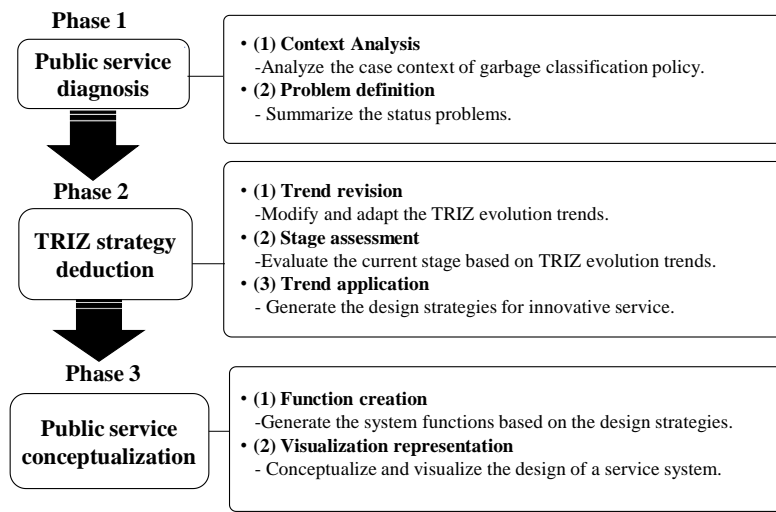 Phase 1
Public service
diagnosis
• (1) Context Analysis
-Analyze the case context of garbage classification policy.
• (2) Problem definition
- Summarize the status problems.
Phase 2
TRIZ strategy
deduction
• (1) Trend revision
-Modify and adapt the TRIZ evolution trends.
• (2) Stage assessment
-Evaluate the current stage based on TRIZ evolution trends.
• (3) Trend application
- Generate the design strategies for innovative service.
Phase 3
Public service
conceptualization
• (1) Function creation
-Generate the system functions based on the design strategies.
• (2) Visualization representation
- Conceptualize and visualize the design of a service system.